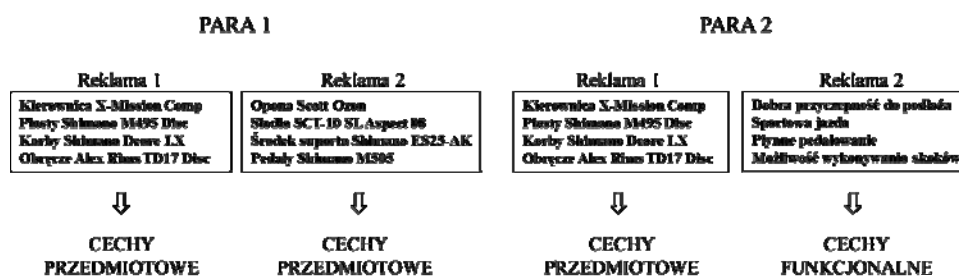 PARA 1
Reklama 1
Kierownica X-Mission Comp
Piasty Shimano M495 Disc
Korby Shimano Deore LX
Obręcze Alex Rims TD17 Disc
CECHY
PRZEDMIOTOWE
Reklama 2
Opona Scott Ozon
Siodło SCT-10 SL Aspect 08
Środek suportu Shimano ES25-AK
Pedały Shimano M505
CECHY
PRZEDMIOTOWE
PARA 2
Reklama 1
Kierownica X-Mission Comp
Piasty Shimano M495 Disc
Korby Shimano Deore LX
Obręcze Alex Rims TD17 Disc
CECHY
PRZEDMIOTOWE
Reklama 2
Dobra przyczepność do podłoża
Sportowa jazda
Płynne pedałowanie
Możliwość wykonywania skoków
CECHY
FUNKCJONALNE